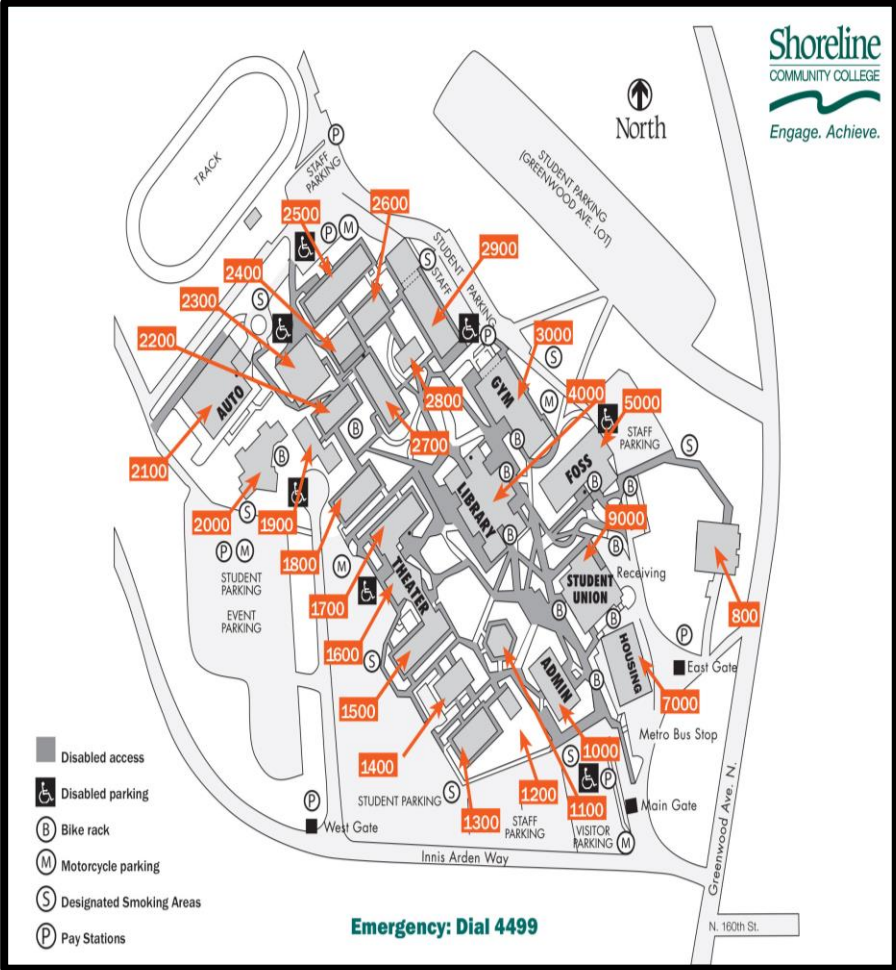 Shoreline
COMMUNITY COLLEGE
Engage. Achieve.
North
TRACK
STAFF
PARKING
P
STUDENT PARKING
(GREENWOOD AVE. LOT)
2500
2600
P
M
2400
S
STUDENT
STAFF
PARKING
2900
2300
S
P
3000
S
2200
4000
GYM
M
5000
AUTO
2800
B
2700
B
STAFF
PARKING
S
2100
B
B
FOSS
B
B
2000
1900
S
LIBRARY
9000
B
B
1800
P
M
STUDENT
PARKING
M
THEATER
STUDENT
UNION
Receiving
EVENT
PARKING
1700
B
B
800
1600
P
S
HOUSING
East Gate
1500
ADMIN
B
7000
1400
Metro Bus Stop
1000
S
P
STUDENT PARKING
S
1300
1200
1100
Main Gate
P
West Gate
STAFF
PARKING
VISITOR
PARKING
M
Innis Arden Way
Greenwood Ave. N.
N. 160th St.
Disabled access
Disabled parking
B Bike rack
M Motorcycle parking
S Designated Smoking Areas
P Pay Stations
Emergency: Dial 4499